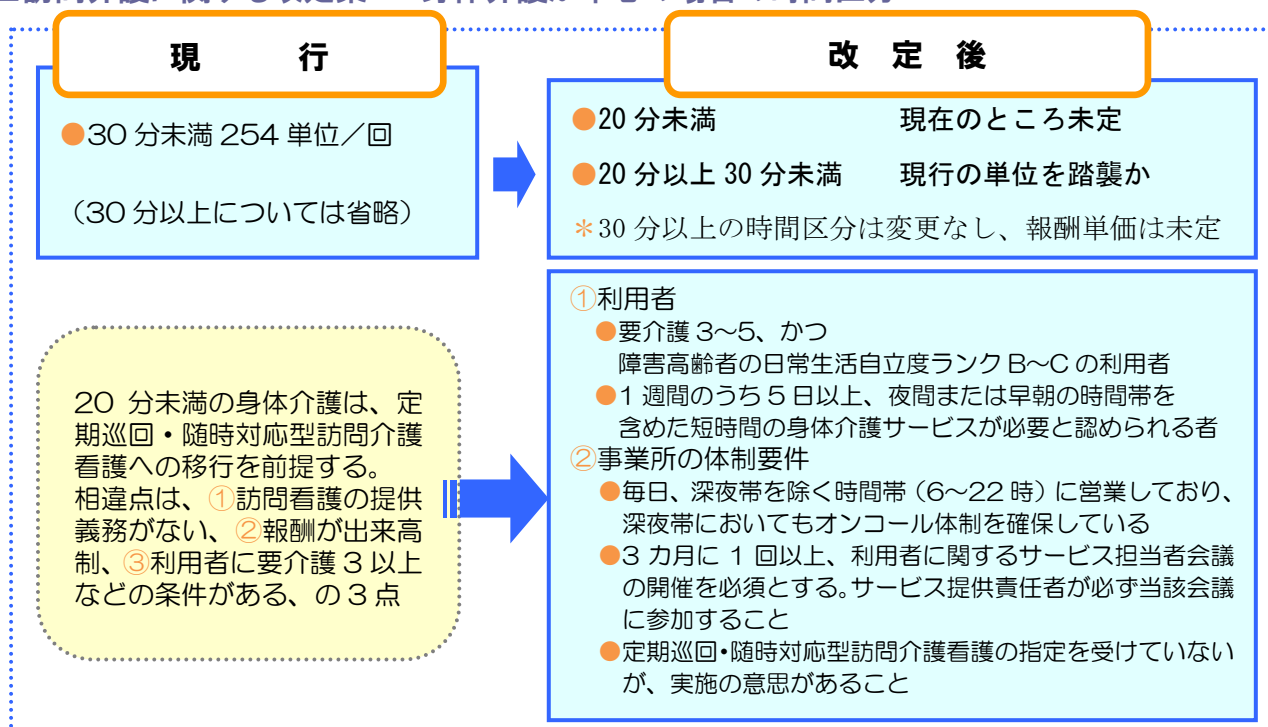 現 行
●30 分未満 254 単位／回
（30 分以上については省略）
改 定 後
●20 分未満 現在のところ未定
●20 分以上 30 分未満 現行の単位を踏襲か
＊30 分以上の時間区分は変更なし、報酬単価は未定
20 分未満の身体介護は、定
期巡回・随時対応型訪問介護
看護への移行を前提する。
相違点は、①訪問看護の提供
義務がない、②報酬が出来高
制、③利用者に要介護 3 以上
などの条件がある、の 3 点
①利用者
●要介護 3～5、かつ
障害高齢者の日常生活自立度ランク B～C の利用者
●1 週間のうち 5 日以上、夜間または早朝の時間帯を
含めた短時間の身体介護サービスが必要と認められる者
②事業所の体制要件
●毎日、深夜帯を除く時間帯（6～22 時）に営業しており、
深夜帯においてもオンコール体制を確保している
●3 カ月に 1 回以上、利用者に関するサービス担当者会議
の開催を必須とする。サービス提供責任者が必ず当該会議
に参加すること
●定期巡回・随時対応型訪問介護看護の指定を受けていない
が、実施の意思があること